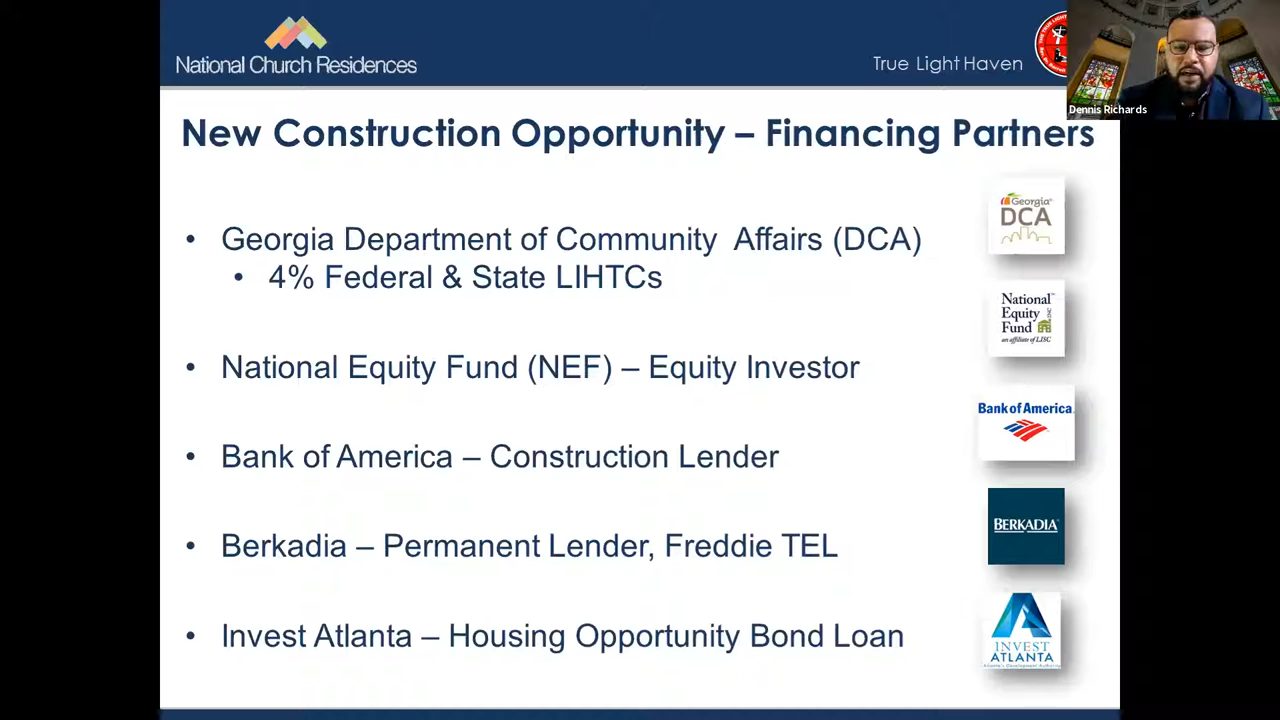 National Church Residences
True Light Haven
Dennis Richards
New Construction Opportunity – Financing Partners
• Georgia Department of Community Affairs (DCA)
• 4% Federal & State LIHTCs
• National Equity Fund (NEF) – Equity Investor
• Bank of America – Construction Lender
• Berkadia – Permanent Lender, Freddie TEL
• Invest Atlanta – Housing Opportunity Bond Loan
Georgia
DCA
National
Equity
Fund
an affiliate of LISC
Bank of America
BERKADIA
INVEST
ATLANTA
Atlanta's Development Authority